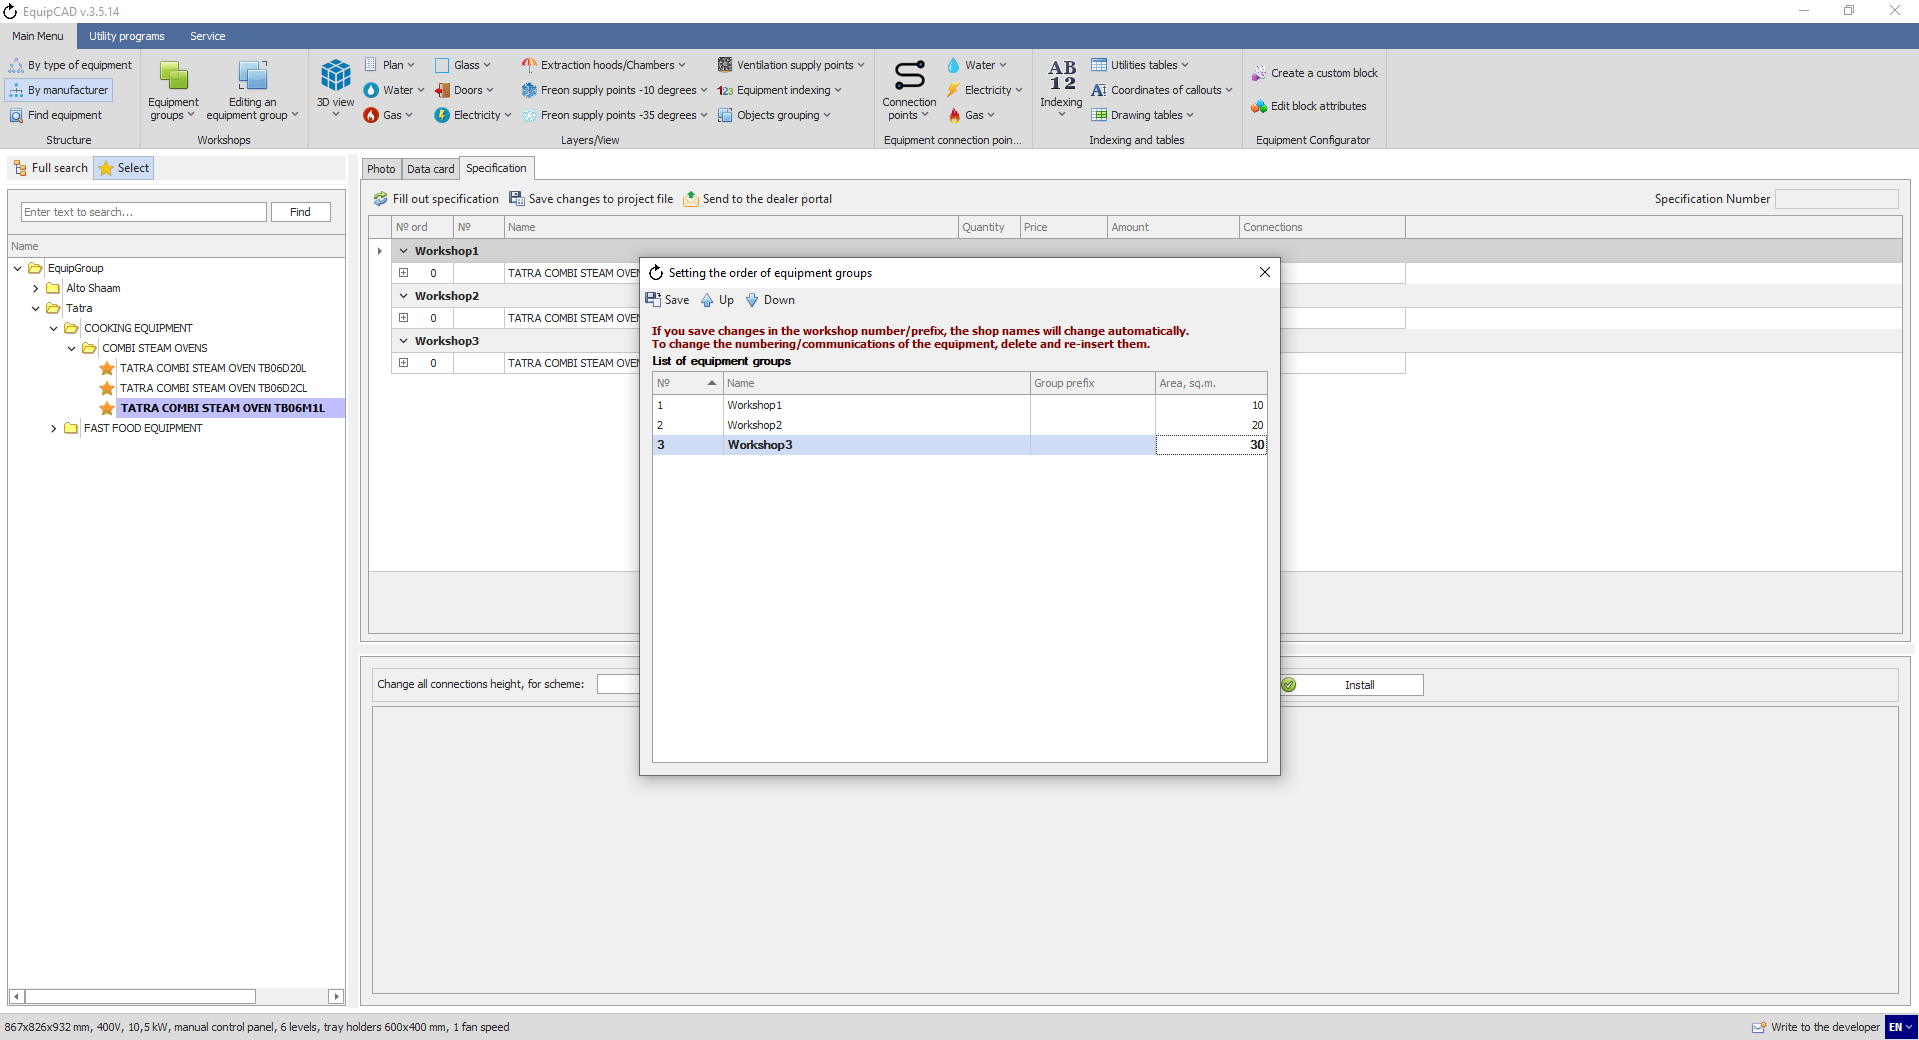 EquipCAD v.3.5.14
Main Menu Utility programs Service
By type of equipment
By manufacturer
Find equipment
Structure
Equipment groups
Editing an equipment group
Workshops
3D view
Plan Glass Extraction hoods/Chambers Ventilation supply points
Water Doors Freon supply points -10 degrees 123 Equipment indexing
Gas Electricity Freon supply points -35 degrees Objects grouping
Layers/View
Connection points
Water
Electricity
Gas
Equipment connection poin...
AB
12
Indexing
Utilities tables
Coordinates of callouts
Drawing tables
Indexing and tables
Create a custom block
Edit block attributes
Equipment Configurator
Full search Select
Enter text to search... Find
Name
EquipGroup
Alto Shaam
Tatra
COOKING EQUIPMENT
COMBI STEAM OVENS
TATRA COMBI STEAM OVEN TB06D20L
TATRA COMBI STEAM OVEN TB06D2CL
TATRA COMBI STEAM OVEN TB06M1L
FAST FOOD EQUIPMENT
Photo Data card Specification
Fill out specification Save changes to project file Send to the dealer portal Specification Number
Nº ord Nº Name Quantity Price Amount Connections
Workshop1
0 TATRA COMBI STEAM OVEN
Workshop2
0 TATRA COMBI STEAM OVEN
Workshop3
0 TATRA COMBI STEAM OVEN
Setting the order of equipment groups
Save Up Down
If you save changes in the workshop number/prefix, the shop names will change automatically.
To change the numbering/communications of the equipment, delete and re-insert them.
List of equipment groups
Nº Name Group prefix Area, sq.m.
1 Workshop1 10
2 Workshop2 20
3 Workshop3 30
Change all connections height, for scheme: Install
867x826x932 mm, 400V, 10,5 kW, manual control panel, 6 levels, tray holders 600x400 mm, 1 fan speed
Write to the developer EN